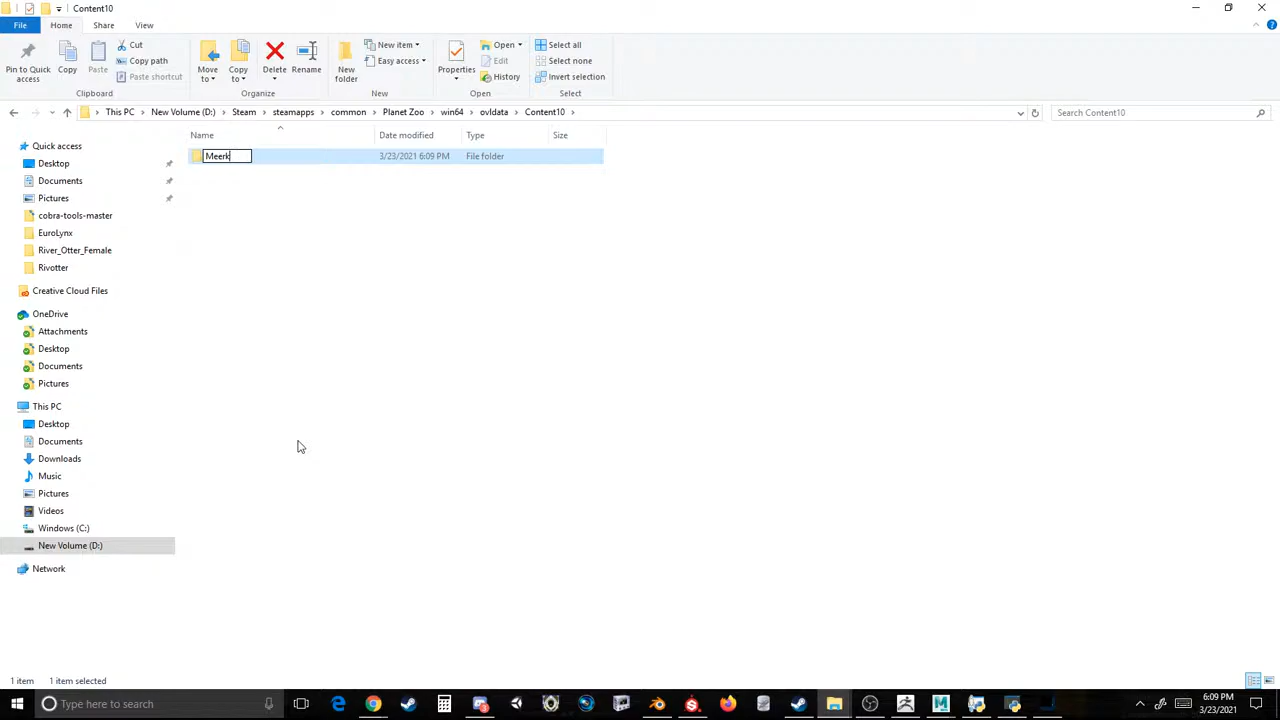 Content10
File Home Share View
Pin to Quick access
Copy
Paste
Cut
Copy path
Paste shortcut
Clipboard
Move to
Copy to
Delete
Rename
Organize
New folder
New item
Easy access
New
Properties
Open
Edit
History
Open
Select all
Select none
Invert selection
Select
This PC New Volume (D:) Steam steamapps common Planet Zoo win64 ovldata Content10
Search Content10
Name Date modified Type Size
Meerk 3/23/2021 6:09 PM File folder
Quick access
Desktop
Documents
Pictures
cobra-tools-master
EuroLynx
River_Otter_Female
Rivotter
Creative Cloud Files
OneDrive
Attachments
Desktop
Documents
Pictures
This PC
Desktop
Documents
Downloads
Music
Pictures
Videos
Windows (C:)
New Volume (D:)
Network
1 item 1 item selected
Type here to search
6:09 PM
3/23/2021